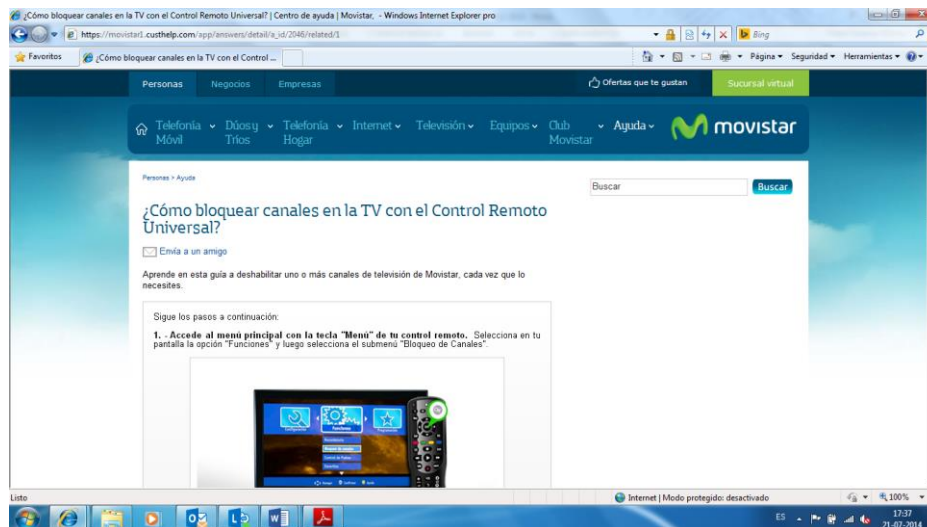 ¿Cómo bloquear canales en la TV con el Control Remoto Universal? | Centro de ayuda | Movistar, - Windows Internet Explorer pro
https://movistar1.custhelp.com/app/answers/detail/a_id/2046/related/1
Bing
Favoritos
¿Cómo bloquear canales en la TV con el Control ...
Página
Seguridad
Herramientas
Personas
Negocios
Empresas
Ofertas que te gustan
Sucursal virtual
Telefonía Móvil
Dúos y Tríos
Telefonía Hogar
Internet
Televisión
Equipos
Club Movistar
Ayuda
movistar
Personas > Ayuda
Buscar
Buscar
¿Cómo bloquear canales en la TV con el Control Remoto
Universal?
Envía a un amigo
Aprende en esta guía a deshabilitar uno o más canales de televisión de Movistar, cada vez que lo
necesites.
Sigue los pasos a continuación:
1. - Accede al menú principal con la tecla "Menú" de tu control remoto. Selecciona en tu
pantalla la opción "Funciones" y luego selecciona el submenú "Bloqueo de Canales".
Configuración
Funciones
Listo
Internet | Modo protegido: desactivado
100%
ES
17:37
21-07-2014